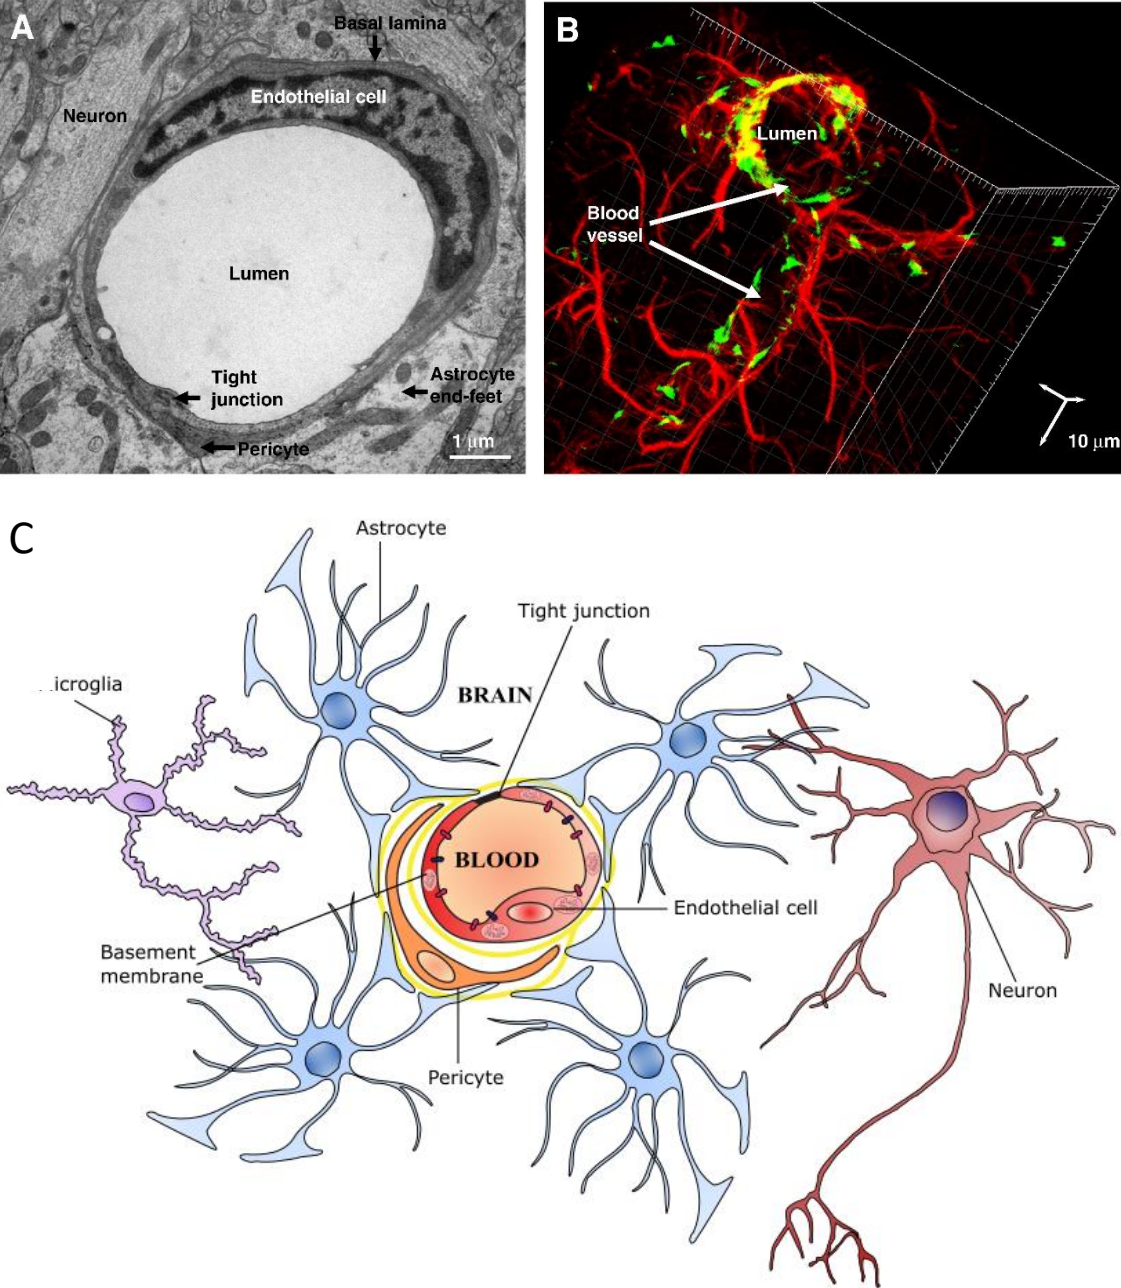 A
Basal lamina
Endothelial cell
Neuron
Lumen
Tight
junction
Astrocyte
end-feet
Pericyte
1 μm
B
Lumen
Blood
vessel
10 μm
C
Astrocyte
Tight junction
icroglia
BRAIN
BLOOD
Endothelial cell
Basement
membrane
Neuron
Pericyte